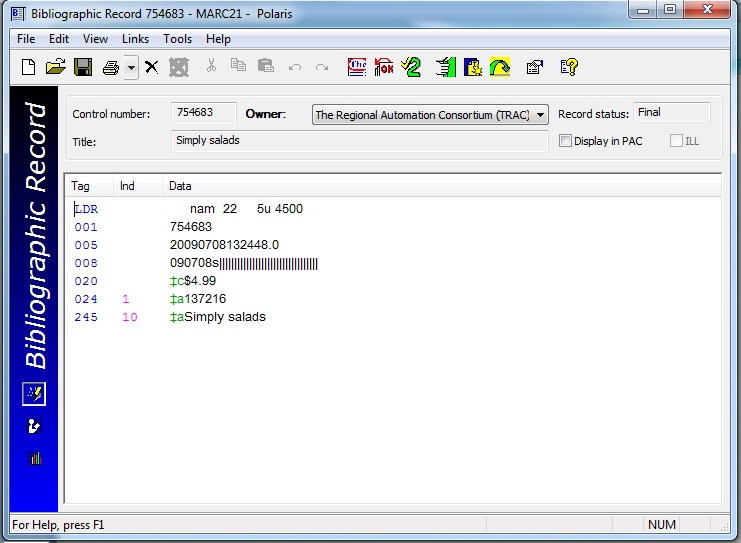 Bibliographic Record 754683 - MARC21 - Polaris
File Edit View Links Tools Help
Control number: 754683 Owner: The Regional Automation Consortium (TRAC) Record status: Final
Title: Simply salads Display in PAC ILL
Bibliographic Record
Tag Ind Data
LDR nam 22 5u 4500
001 754683
005 20090708132448.0
008 090708s||||||||||||||||||||||||||||||||||
020 ‡c$4.99
024 1 ‡a137216
245 10 ‡aSimply salads
For Help, press F1 NUM